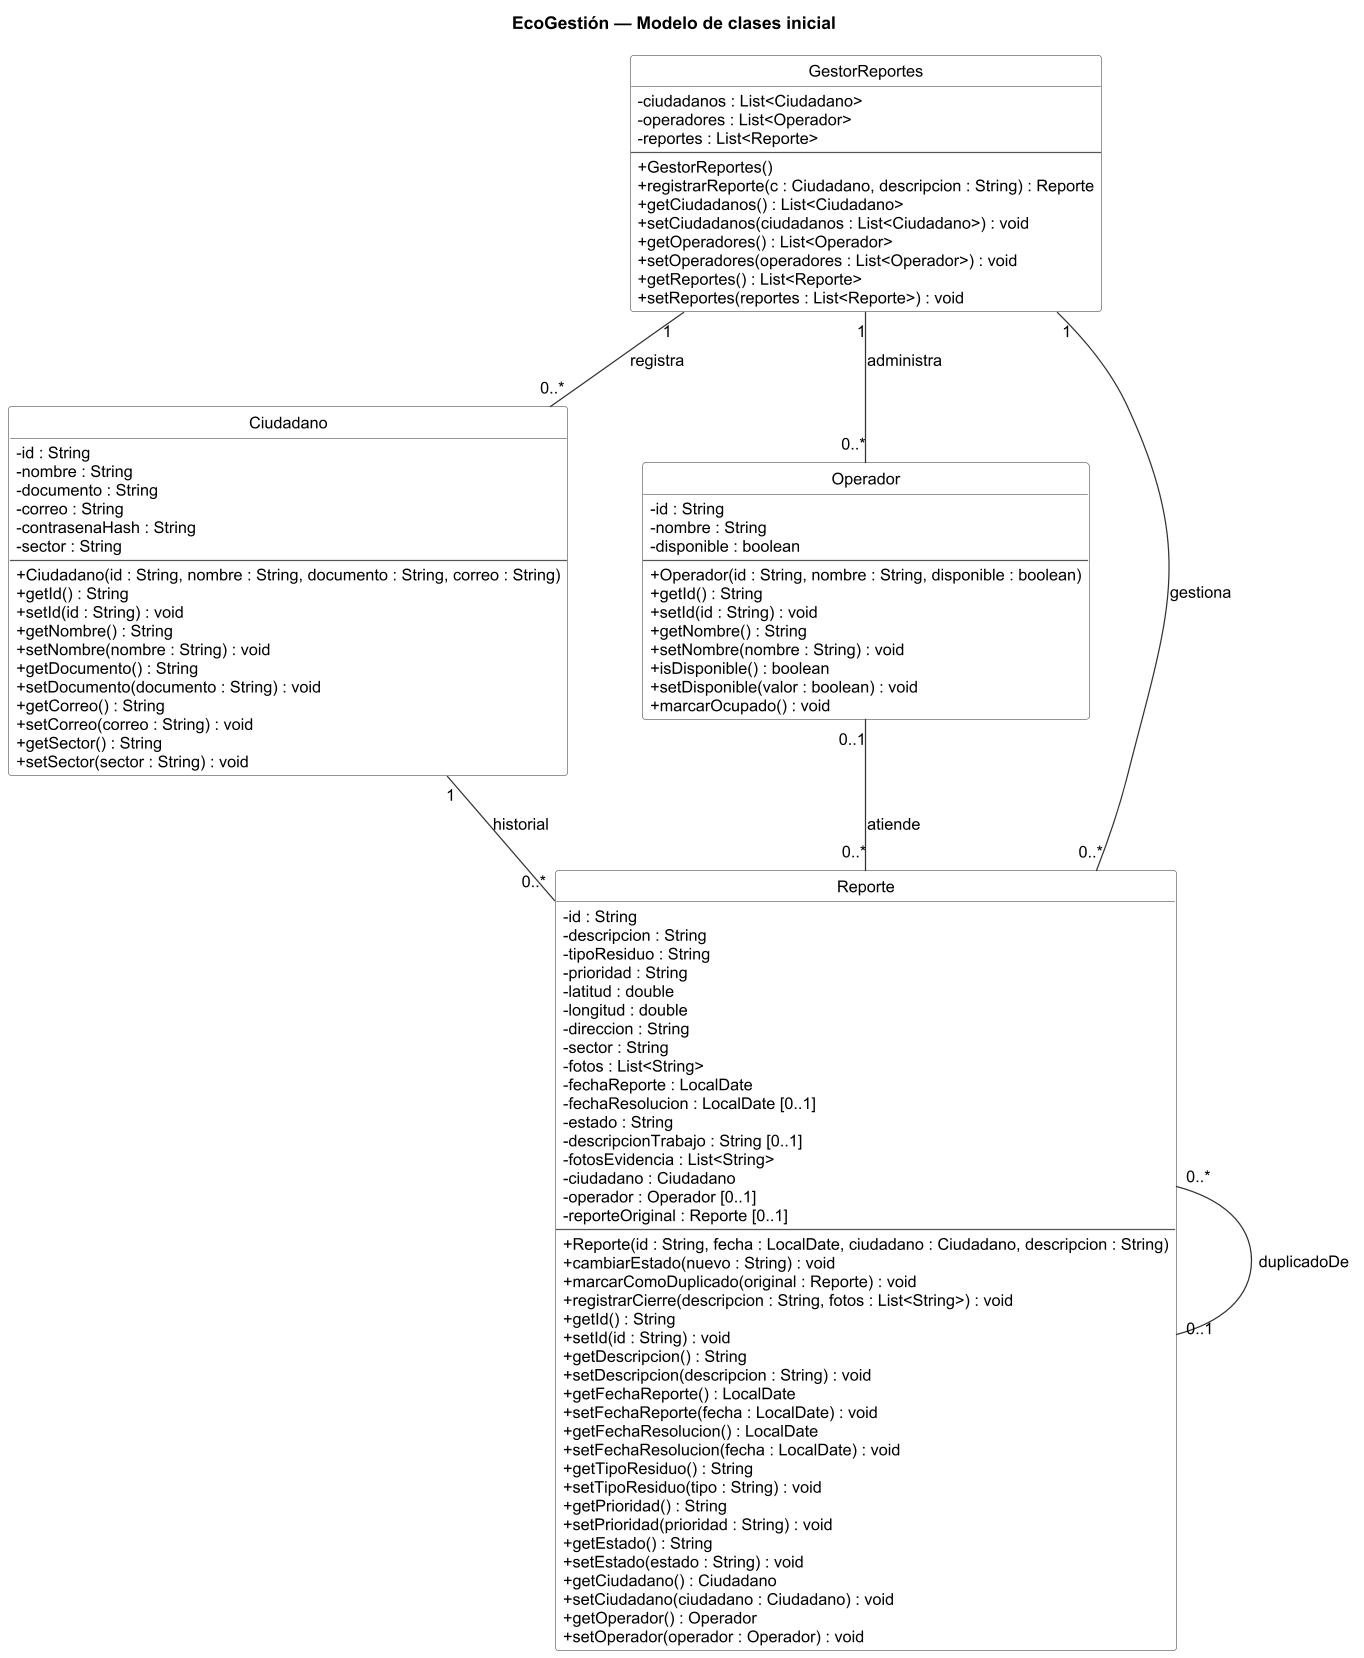 EcoGestión — Modelo de clases inicial
GestorReportes
-ciudadanos : List<Ciudadano>
-operadores : List<Operador>
-reportes : List<Reporte>
+GestorReportes()
+registrarReporte(c : Ciudadano, descripcion : String) : Reporte
+getCiudadanos() : List<Ciudadano>
+setCiudadanos(ciudadanos : List<Ciudadano>) : void
+getOperadores() : List<Operador>
+setOperadores(operadores : List<Operador>) : void
+getReportes() : List<Reporte>
+setReportes(reportes : List<Reporte>) : void
1
1
1
registra
administra
0..*
0..*
gestiona
Ciudadano
-id : String
-nombre : String
-documento : String
-correo : String
-contrasenaHash : String
-sector : String
+Ciudadano(id : String, nombre : String, documento : String, correo : String)
+getId() : String
+setId(id : String) : void
+getNombre() : String
+setNombre(nombre : String) : void
+getDocumento() : String
+setDocumento(documento : String) : void
+getCorreo() : String
+setCorreo(correo : String) : void
+getSector() : String
+setSector(sector : String) : void
Operador
-id : String
-nombre : String
-disponible : boolean
+Operador(id : String, nombre : String, disponible : boolean)
+getId() : String
+setId(id : String) : void
+getNombre() : String
+setNombre(nombre : String) : void
+isDisponible() : boolean
+setDisponible(valor : boolean) : void
+marcarOcupado() : void
1
0..1
historial
atiende
0..*
0..*
0..*
Reporte
-id : String
-descripcion : String
-tipoResiduo : String
-prioridad : String
-latitud : double
-longitud : double
-direccion : String
-sector : String
-fotos : List<String>
-fechaReporte : LocalDate
-fechaResolucion : LocalDate [0..1]
-estado : String
-descripcionTrabajo : String [0..1]
-fotosEvidencia : List<String>
-ciudadano : Ciudadano
-operador : Operador [0..1]
-reporteOriginal : Reporte [0..1]
+Reporte(id : String, fecha : LocalDate, ciudadano : Ciudadano, descripcion : String)
+cambiarEstado(nuevo : String) : void
+marcarComoDuplicado(original : Reporte) : void
+registrarCierre(descripcion : String, fotos : List<String>) : void
+getId() : String
+setId(id : String) : void
+getDescripcion() : String
+setDescripcion(descripcion : String) : void
+getFechaReporte() : LocalDate
+setFechaReporte(fecha : LocalDate) : void
+getFechaResolucion() : LocalDate
+setFechaResolucion(fecha : LocalDate) : void
+getTipoResiduo() : String
+setTipoResiduo(tipo : String) : void
+getPrioridad() : String
+setPrioridad(prioridad : String) : void
+getEstado() : String
+setEstado(estado : String) : void
+getCiudadano() : Ciudadano
+setCiudadano(ciudadano : Ciudadano) : void
+getOperador() : Operador
+setOperador(operador : Operador) : void
0..*
duplicadoDe
0..1